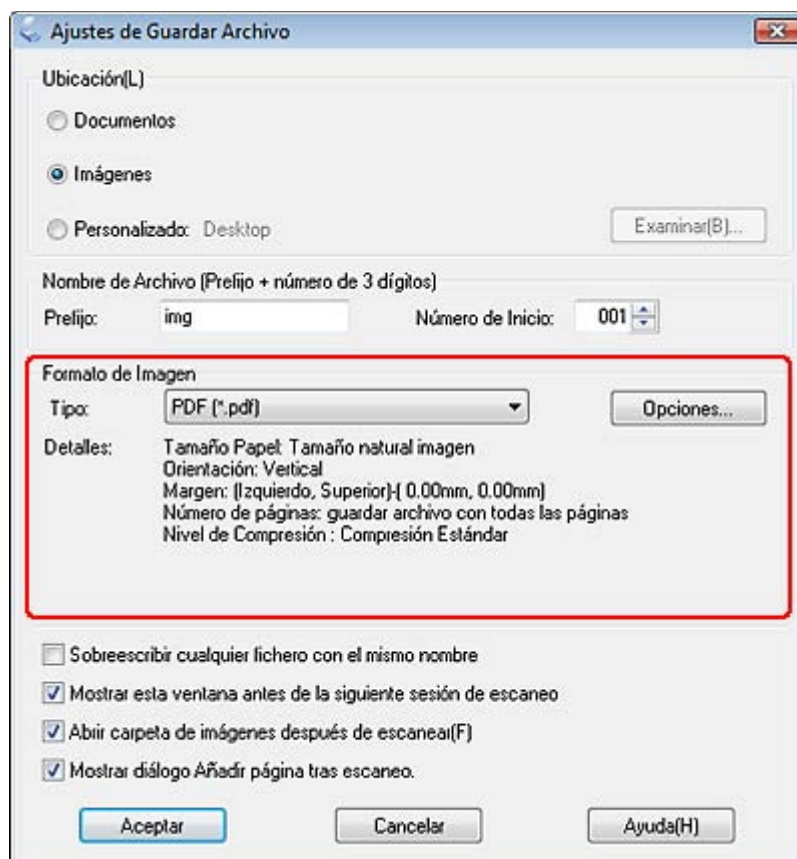 Ajustes de Guardar Archivo
Ubicación(L)
Documentos
Imágenes
Personalizado: Desktop Examinar(B)...
Nombre de Archivo (Prefijo + número de 3 dígitos)
Prefijo: img Número de Inicio: 001
Formato de Imagen
Tipo: PDF (*.pdf) Opciones...
Detalles: Tamaño Papel: Tamaño natural imagen
Orientación: Vertical
Margen: (Izquierdo, Superior)-( 0.00mm, 0.00mm)
Número de páginas: guardar archivo con todas las páginas
Nivel de Compresión : Compresión Estándar
Sobreescribir cualquier fichero con el mismo nombre
Mostrar esta ventana antes de la siguiente sesión de escaneo
Abrir carpeta de imágenes después de escanear(F)
Mostrar diálogo Añadir página tras escaneo.
Aceptar Cancelar Ayuda(H)